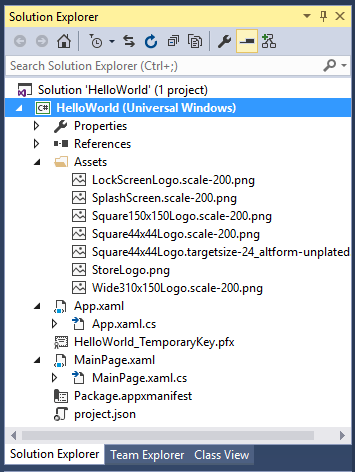 Solution Explorer
Search Solution Explorer (Ctrl+;)
Solution 'HelloWorld' (1 project)
C# HelloWorld (Universal Windows)
Properties
References
Assets
LockScreenLogo.scale-200.png
SplashScreen.scale-200.png
Square150x150Logo.scale-200.png
Square44x44Logo.scale-200.png
Square44x44Logo.targetsize-24_altform-unplated
StoreLogo.png
Wide310x150Logo.scale-200.png
App.xaml
App.xaml.cs
HelloWorld_TemporaryKey.pfx
MainPage.xaml
MainPage.xaml.cs
Package.appxmanifest
project.json
Solution Explorer Team Explorer Class View